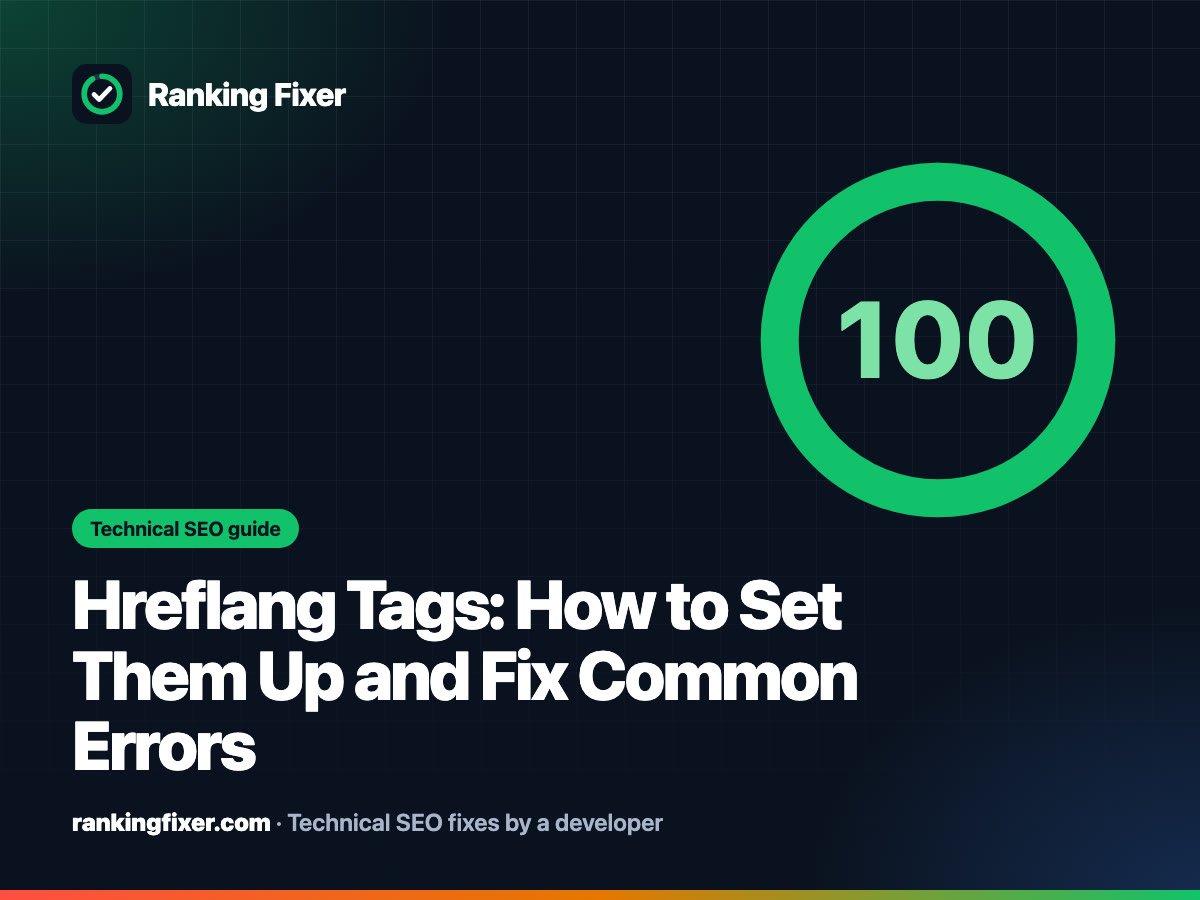 Ranking Fixer
100
Technical SEO guide
Hreflang Tags: How to Set
Them Up and Fix Common
Errors
rankingfixer.com · Technical SEO fixes by a developer